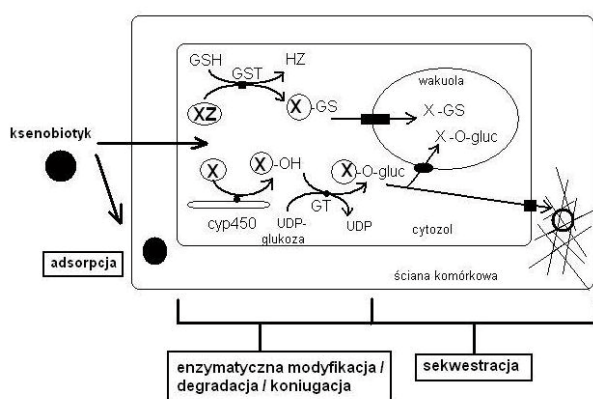 GSH
HZ
GST
XZ
X-GS
wakuola
X-GS
X-O-gluc
ksenobiotyk
X
X-OH
X-O-gluc
cyp450
GT
UDP-
glukoza
UDP
cytozol
adsorpcja
ściana komórkowa
enzymatyczna modyfikacja /
degradacja / koniugacja
sekwestracja